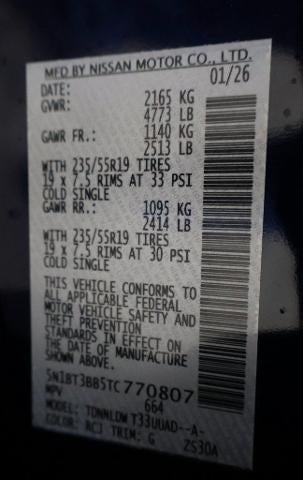 MFD BY NISSAN MOTOR CO., LTD.
DATE: 01/26
GVWR: 2165 KG
4773 LB
GAWR FR.: 1140 KG
2513 LB
WITH 235/55R19 TIRES
19 x 7.5 RIMS AT 33 PSI
COLD SINGLE
GAWR RR.: 1095 KG
2414 LB
WITH 235/55R19 TIRES
19 x 7.5 RIMS AT 30 PSI
COLD SINGLE
THIS VEHICLE CONFORMS TO
ALL APPLICABLE FEDERAL
MOTOR VEHICLE SAFETY AND
THEFT PREVENTION
STANDARDS IN EFFECT ON
THE DATE OF MANUFACTURE
SHOWN ABOVE.
5N1BT3BB5TC770807
MPV 664
MODEL: TDNNLDW T33UUAD--A-
COLOR: RCJ TRIM: G ZS30A